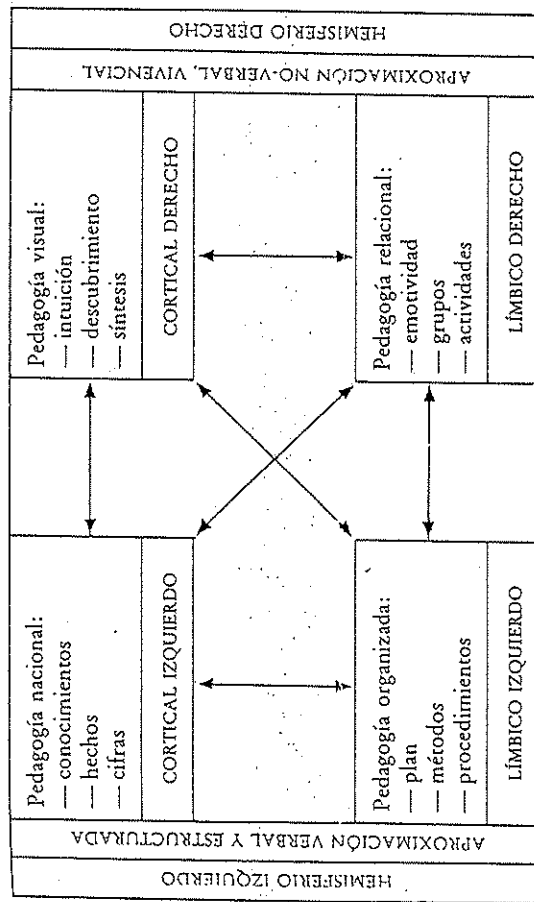 HEMISFERIO IZQUIERDO
APROXIMACIÓN VERBAL Y ESTRUCTURADA
Pedagogía nacional:
— conocimientos
— hechos
— cifras
CORTICAL IZQUIERDO
Pedagogía organizada:
— plan
— métodos
— procedimientos
LÍMBICO IZQUIERDO
Pedagogía visual:
— intuición
— descubrimiento
— síntesis
CORTICAL DERECHO
Pedagogía relacional:
— emotividad
— grupos
— actividades
LÍMBICO DERECHO
APROXIMACIÓN NO-VERBAL, VIVENCIAL
HEMISFERIO DERECHO